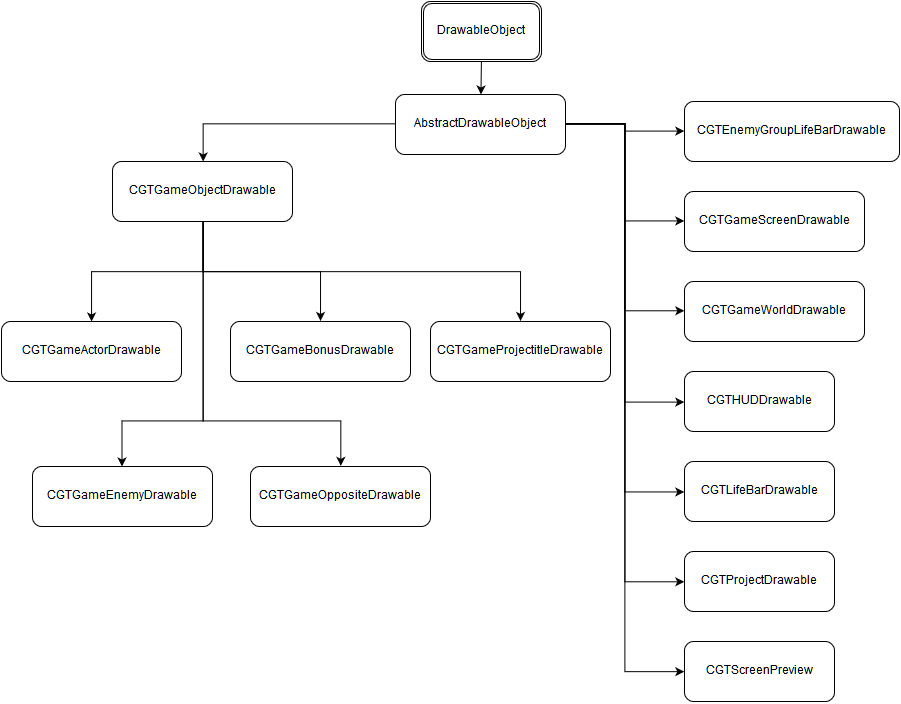 DrawableObject
AbstractDrawableObject
CGTEnemyGroupLifeBarDrawable
CGTGameObjectDrawable
CGTGameScreenDrawable
CGTGameWorldDrawable
CGTGameActorDrawable
CGTGameBonusDrawable
CGTGameProjectitleDrawable
CGTHUDDrawable
CGTLifeBarDrawable
CGTGameEnemyDrawable
CGTGameOppositeDrawable
CGTProjectDrawable
CGTScreenPreview